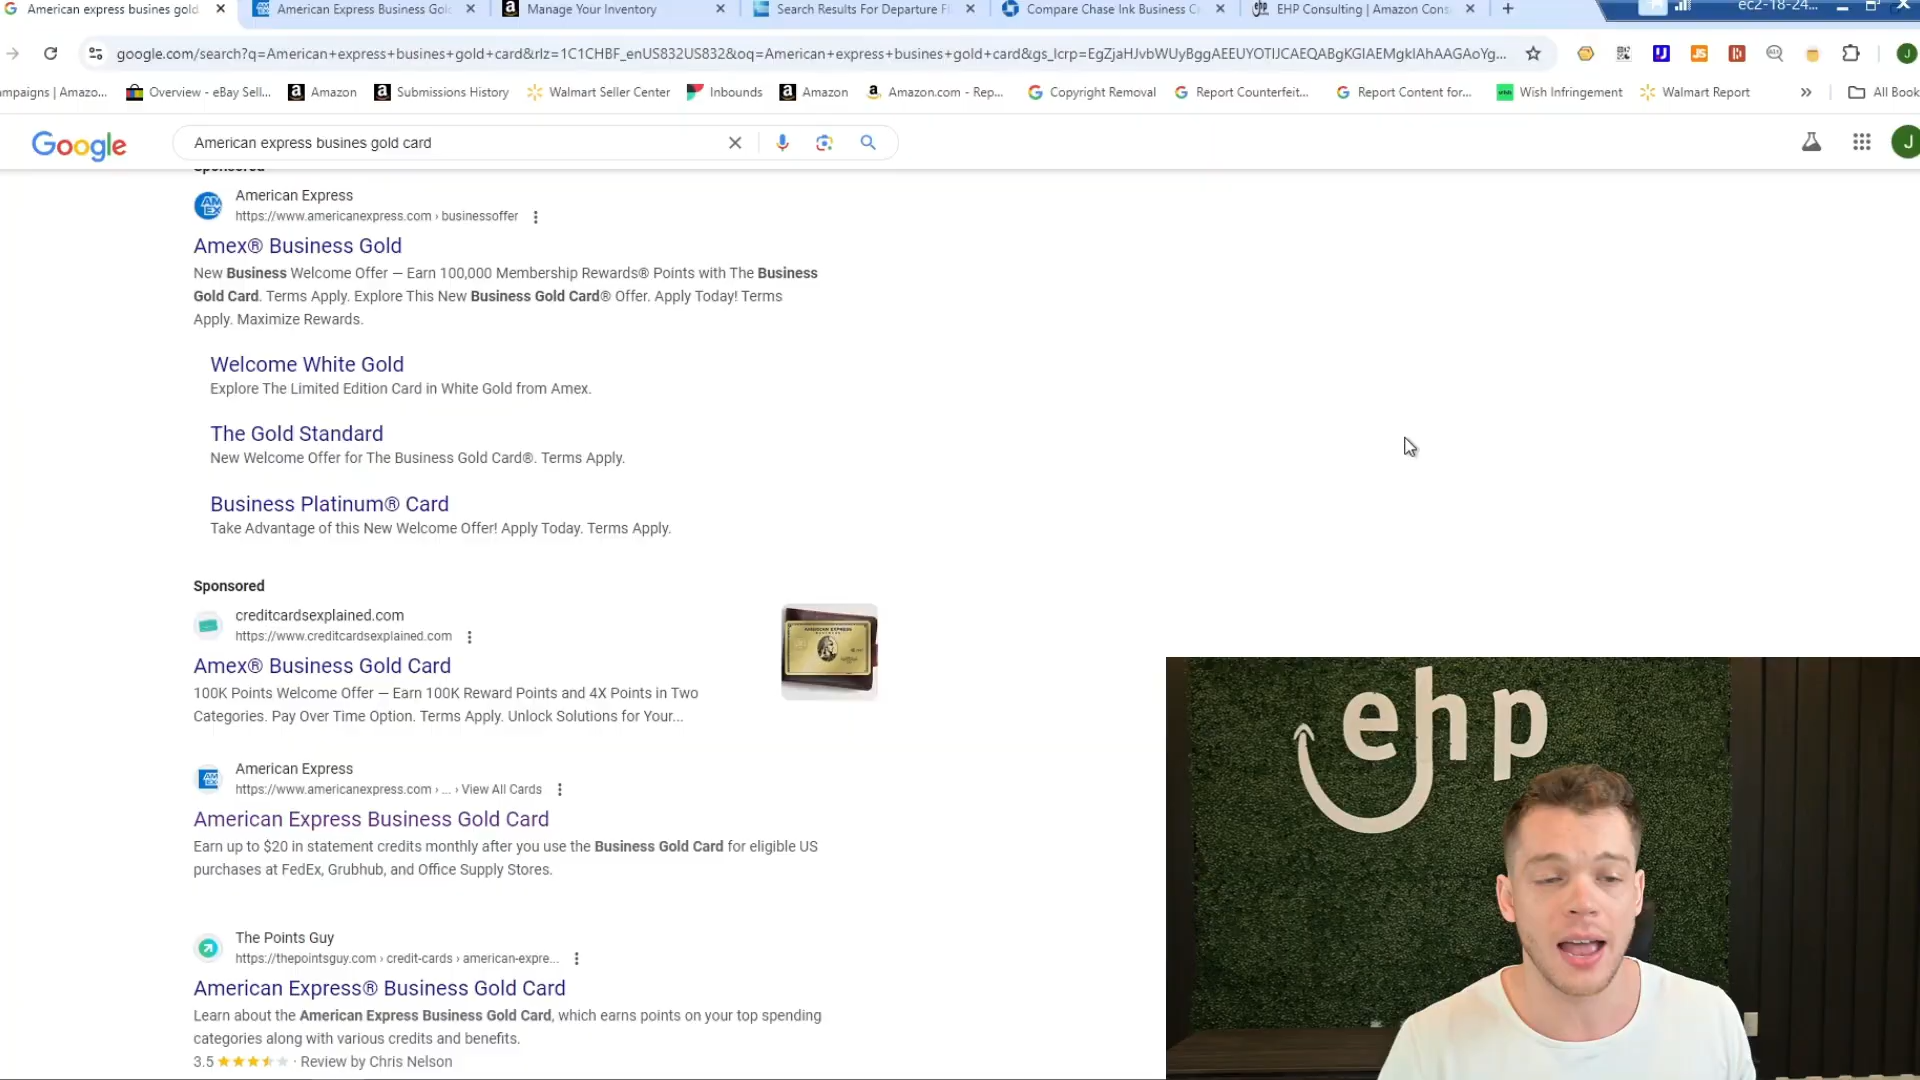 American express busines gold
American Express Business Gol
Manage Your Inventory
Search Results For Departure F
Compare Chase Ink Business C
EHP Consulting | Amazon Cons
ec2-18-24...
google.com/search?q=American+express+busines+gold+card&rlz=1C1CHBF_enUS832US832&oq=American+express+busines+gold+card&gs_lcrp=
mpaigns | Amazo...
Overview - eBay Sell...
Amazon
Submissions History
Walmart Seller Center
Inbounds
Amazon
Amazon.com - Rep...
Copyright Removal
Report Counterfeit...
Report Content for...
Wish Infringement
Walmart Report
»
All Book
Google
American express busines gold card
J
Sponsored
American Express
https://www.americanexpress.com › businessoffer
Amex® Business Gold
New Business Welcome Offer — Earn 100,000 Membership Rewards® Points with The Business
Gold Card. Terms Apply. Explore This New Business Gold Card® Offer. Apply Today! Terms
Apply. Maximize Rewards.
Welcome White Gold
Explore The Limited Edition Card in White Gold from Amex.
The Gold Standard
New Welcome Offer for The Business Gold Card®. Terms Apply.
Business Platinum® Card
Take Advantage of this New Welcome Offer! Apply Today. Terms Apply.
Sponsored
creditcardsexplained.com
https://www.creditcardsexplained.com
Amex® Business Gold Card
100K Points Welcome Offer — Earn 100K Reward Points and 4X Points in Two
Categories. Pay Over Time Option. Terms Apply. Unlock Solutions for Your...
AMERICAN EXPRESS
American Express
https://www.americanexpress.com › ... › View All Cards
American Express Business Gold Card
Earn up to $20 in statement credits monthly after you use the Business Gold Card for eligible US
purchases at FedEx, Grubhub, and Office Supply Stores.
The Points Guy
https://thepointsguy.com › credit-cards › american-expre...
American Express® Business Gold Card
Learn about the American Express Business Gold Card, which earns points on your top spending
categories along with various credits and benefits.
3.5 · Review by Chris Nelson
ehp